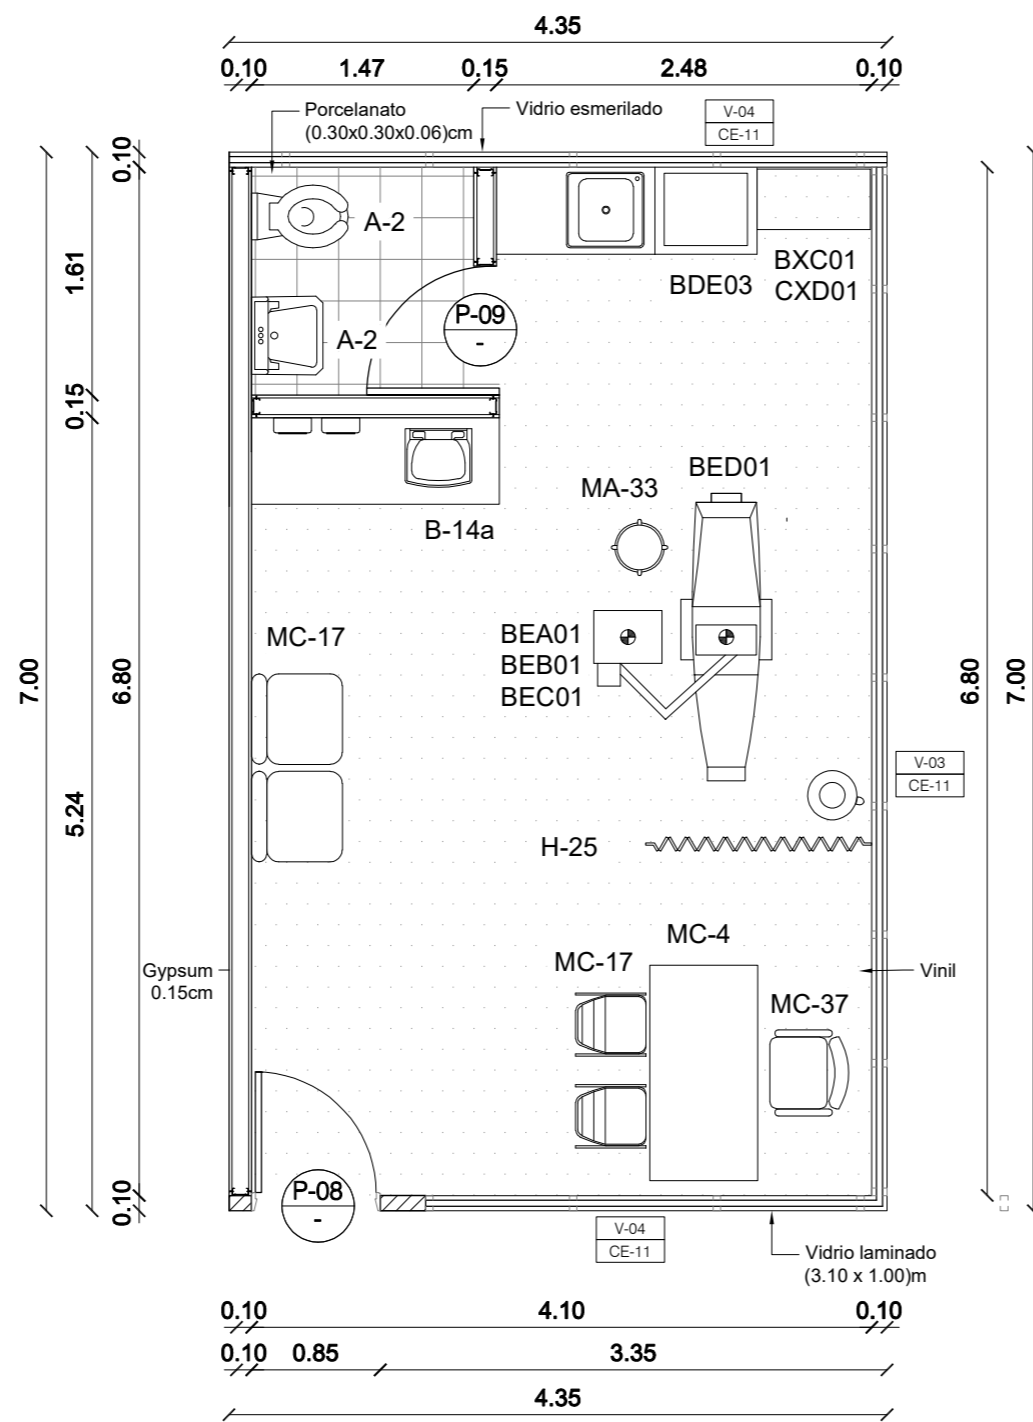 4.35
0.10 1.47 0.15 2.48 0.10
Porcelanato
(0.30x0.30x0.06)cm
Vidrio esmerilado
V-04
CE-11
0.10
1.61
0.15
6.80
7.00
5.24
0.10
A-2
A-2
P-09
-
BDE03
BXC01
CXD01
B-14a
MA-33
BED01
MC-17
BEA01
BEB01
BEC01
6.80
7.00
V-03
CE-11
H-25
MC-4
MC-17
MC-37
Gypsum
0.15cm
Vinil
P-08
-
V-04
CE-11
Vidrio laminado
(3.10 x 1.00)m
0.10 4.10 0.10
0.10 0.85 3.35
4.35